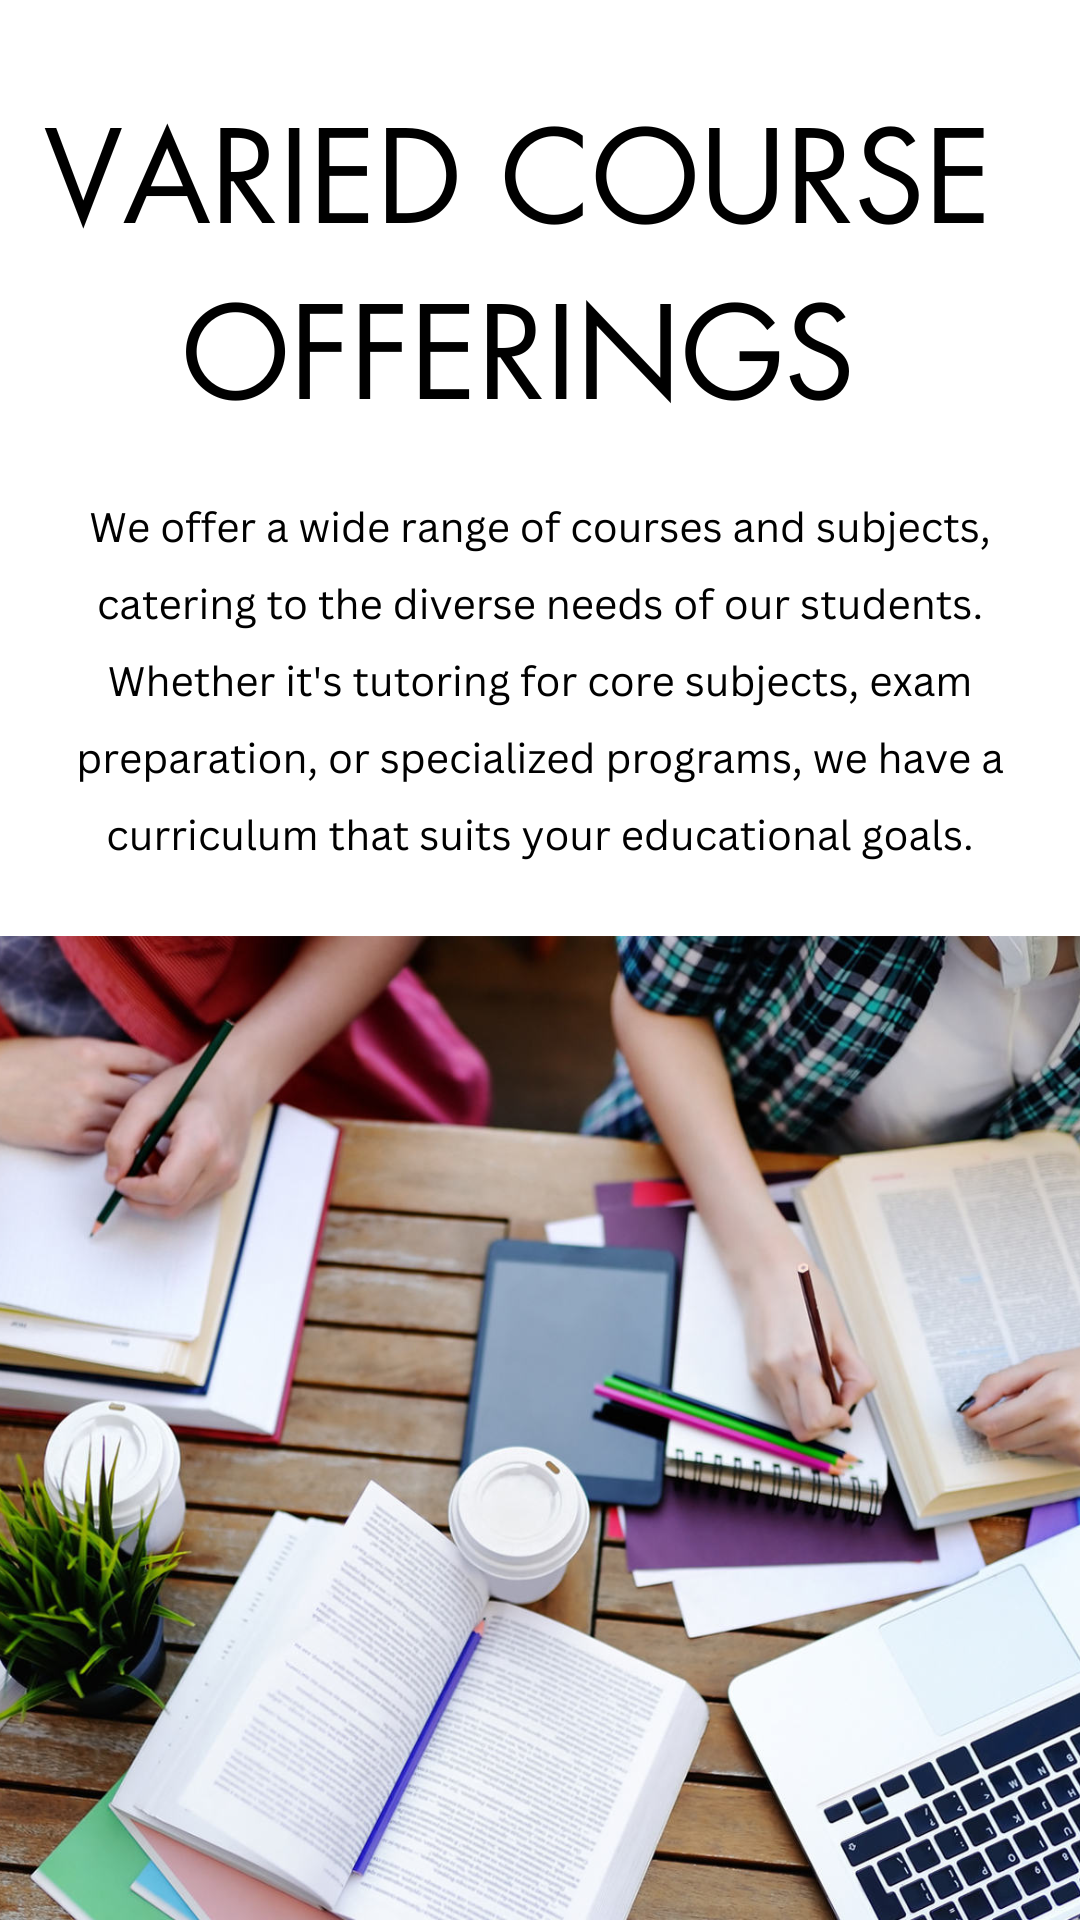 VARIED COURSE
OFFERINGS
We offer a wide range of courses and subjects,
catering to the diverse needs of our students.
Whether it's tutoring for core subjects, exam
preparation, or specialized programs, we have a
curriculum that suits your educational goals.